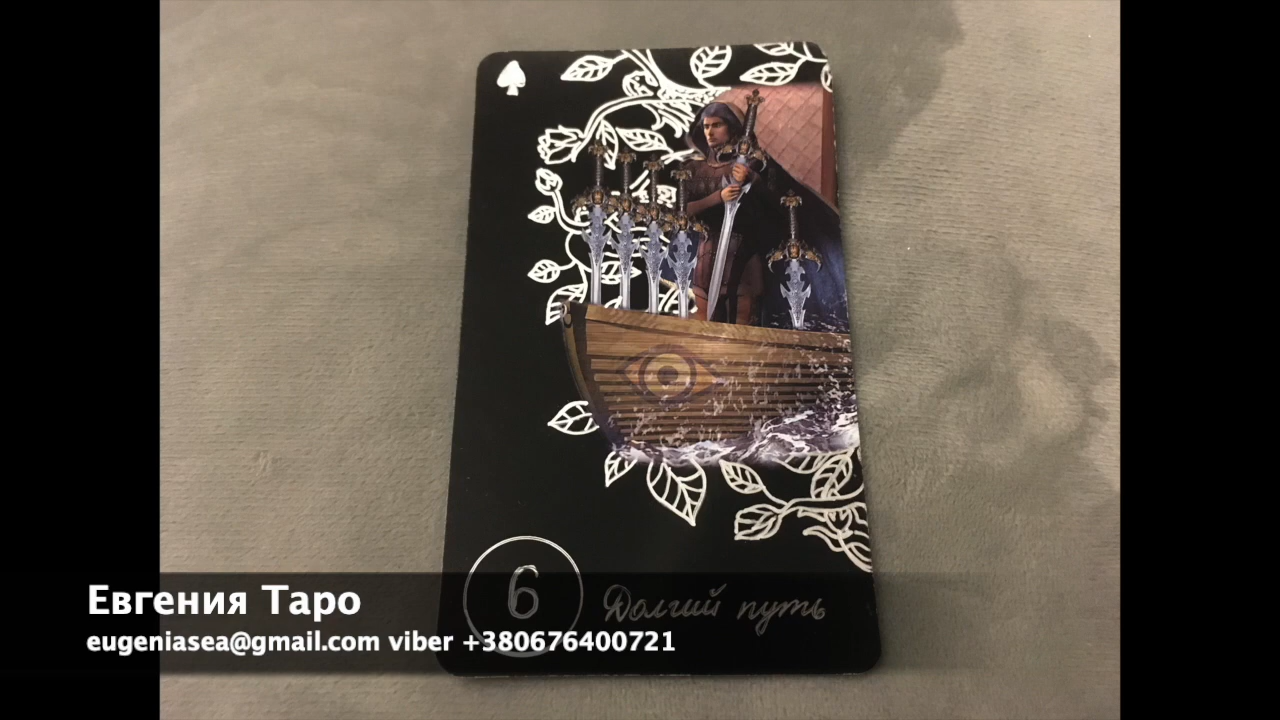 6 Долгий путь
Евгения Таро
eugeniasea@gmail.com viber +380676400721